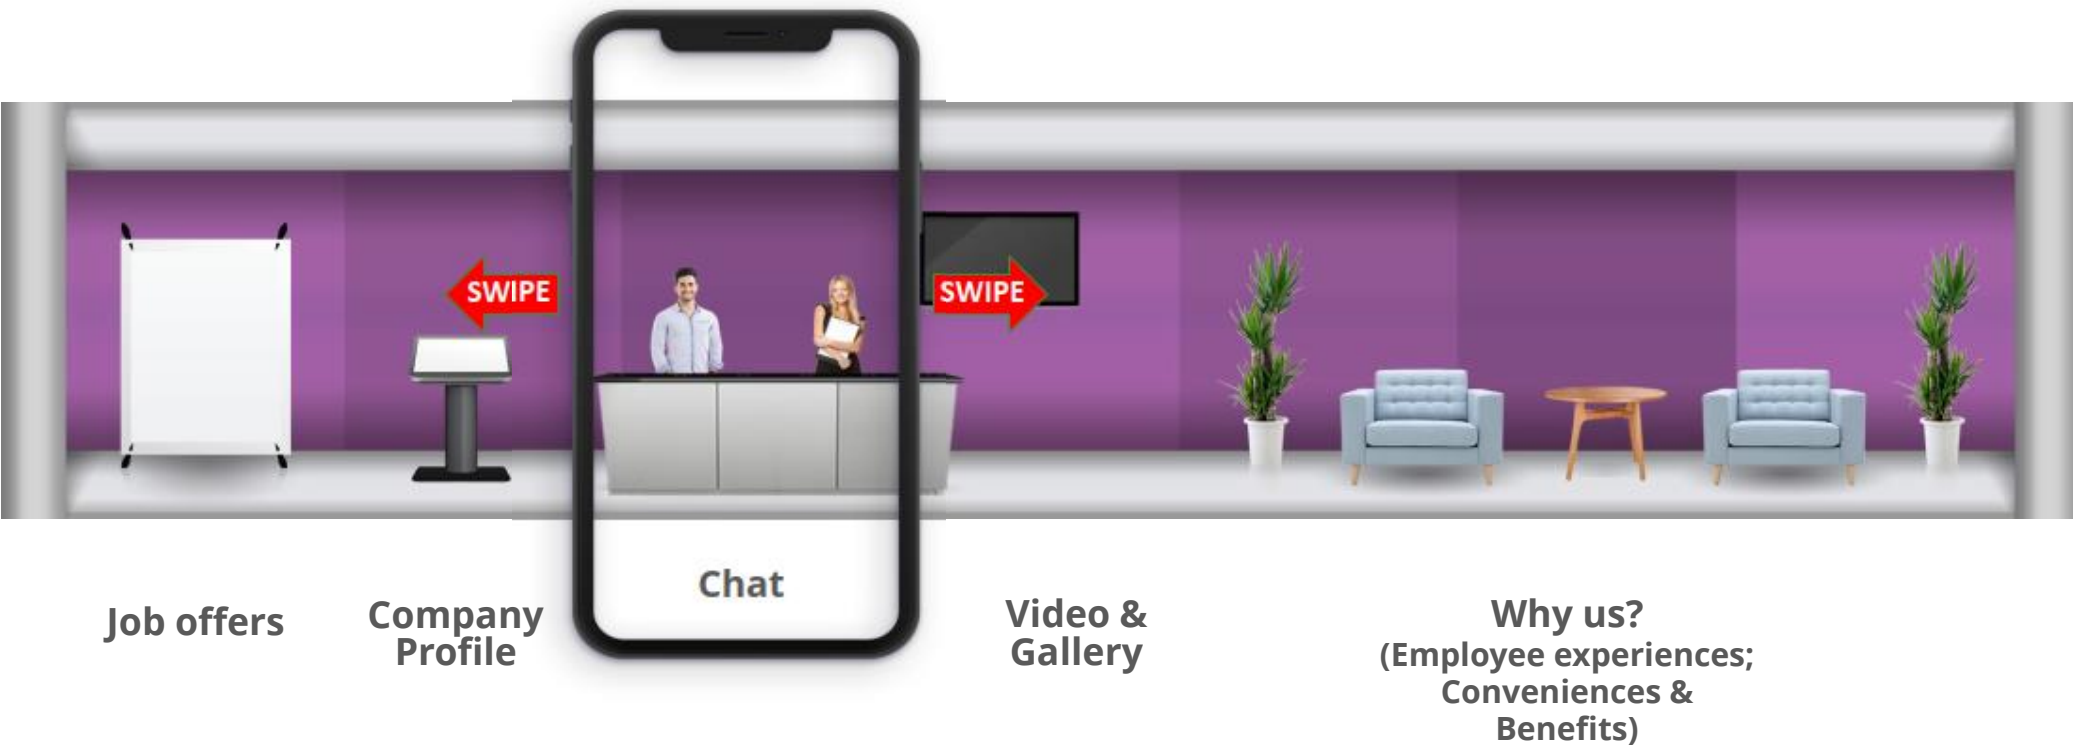 SWIPE
SWIPE
Chat
Job offers
Company
Profile
Video &
Gallery
Why us?
(Employee experiences;
Conveniences &
Benefits)